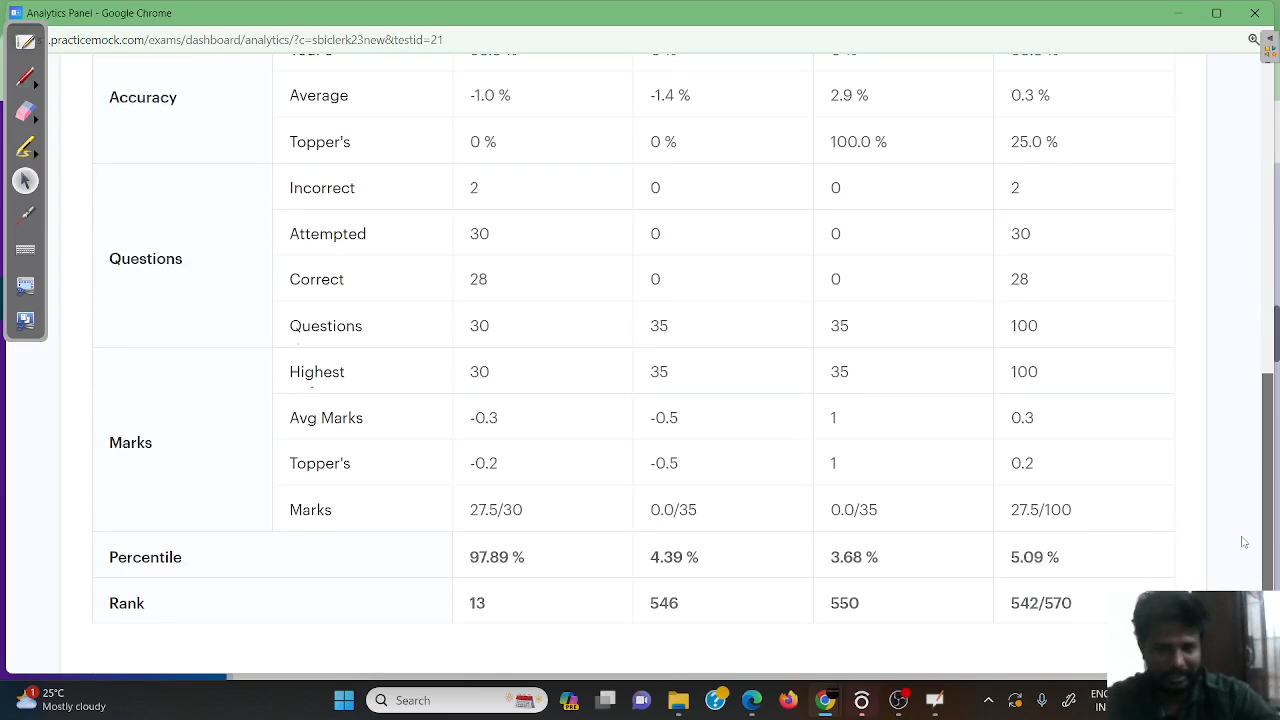 Analytics Panel - Google Chrome
.practicemock.com/exams/dashboard/analytics/?c=sbiclerk23new&testid=21
Accuracy
Average -1.0 % -1.4 % 2.9 % 0.3 %
Topper's 0 % 0 % 100.0 % 25.0 %
Questions
Incorrect 2 0 0 2
Attempted 30 0 0 30
Correct 28 0 0 28
Questions 30 35 35 100
Marks
Highest 30 35 35 100
Avg Marks -0.3 -0.5 1 0.3
Topper's -0.2 -0.5 1 0.2
Marks 27.5/30 0.0/35 0.0/35 27.5/100
Percentile 97.89 % 4.39 % 3.68 % 5.09 %
Rank 13 546 550 542/570
1
25°C
Mostly cloudy
Search
PRE
ENG
IN